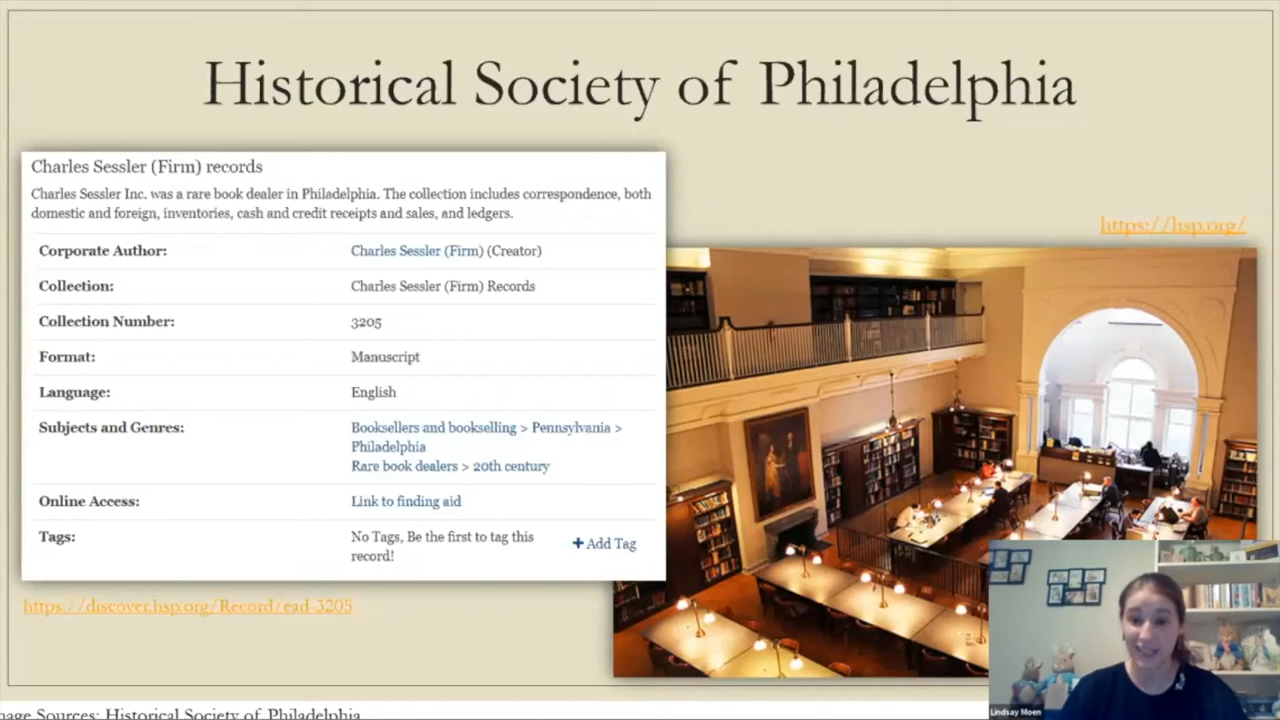 Historical Society of Philadelphia
Charles Sessler (Firm) records
Charles Sessler Inc. was a rare book dealer in Philadelphia. The collection includes correspondence, both
domestic and foreign, inventories, cash and credit receipts and sales, and ledgers.
Corporate Author: Charles Sessler (Firm) (Creator)
Collection: Charles Sessler (Firm) Records
Collection Number: 3205
Format: Manuscript
Language: English
Subjects and Genres: Booksellers and bookselling > Pennsylvania >
Philadelphia
Rare book dealers > 20th century
Online Access: Link to finding aid
Tags: No Tags, Be the first to tag this
record!
+ Add Tag
https://discover.hsp.org/Record/ead-3205
https://hsp.org/
Lindsay Moen
age Sources: Historical Society of Philadelphia